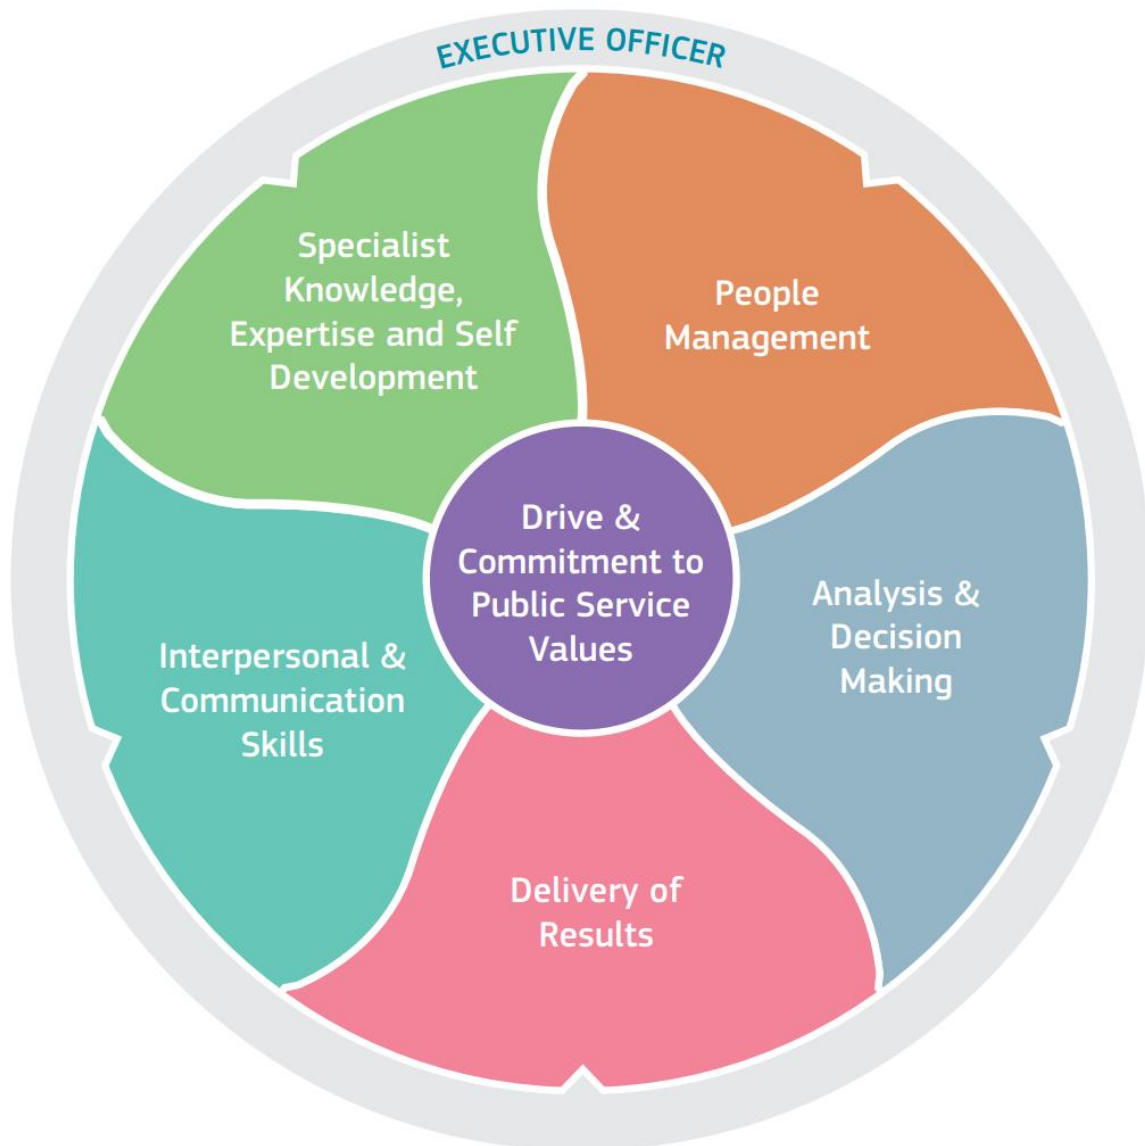 EXECUTIVE OFFICER
Specialist
Knowledge,
Expertise and Self
Development
People
Management
Drive &
Commitment to
Public Service
Values
Analysis &
Decision
Making
Interpersonal &
Communication
Skills
Delivery of
Results